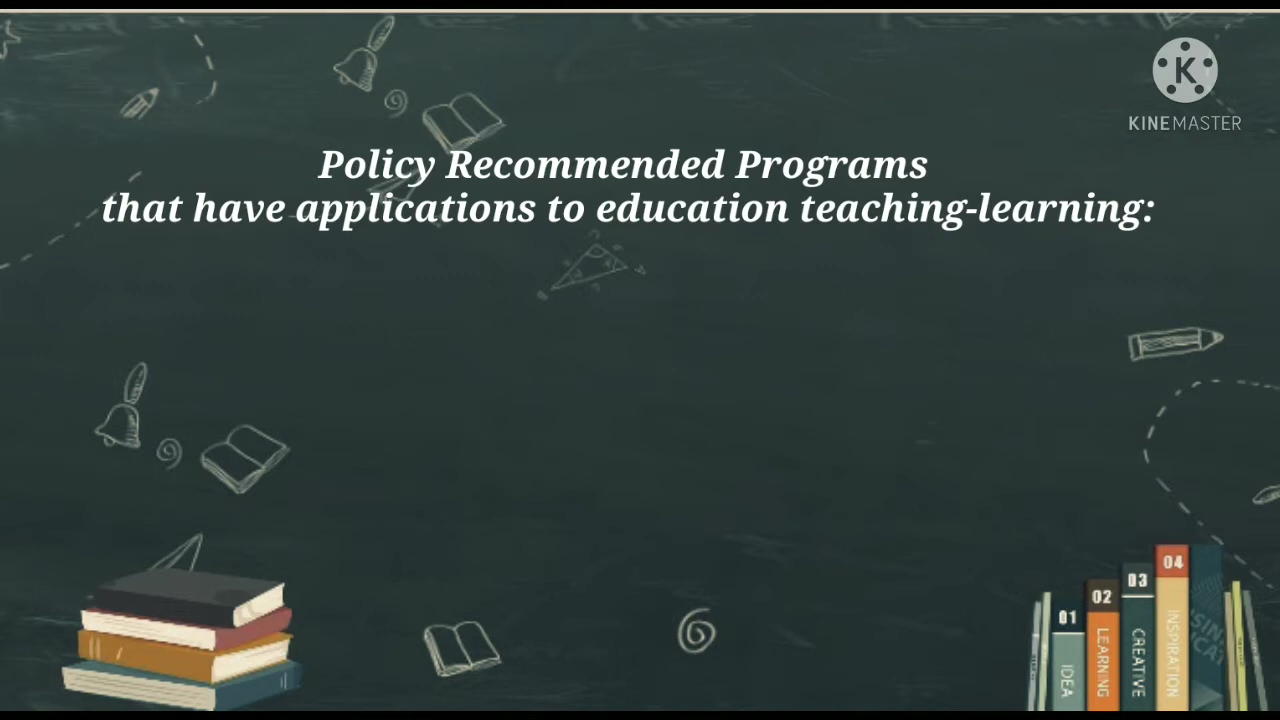 K
KINEMASTER
Policy Recommended Programs
that have applications to education teaching-learning:
01
IDEA
02
LEARNING
03
CREATIVE
04
INSPIRATION